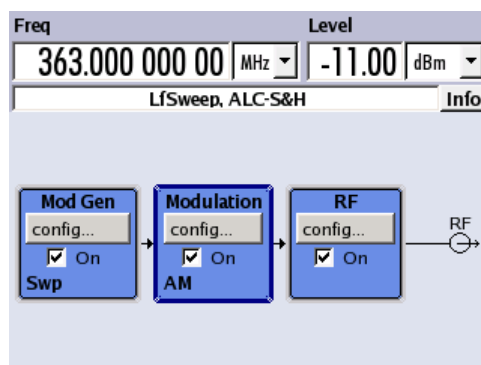 Freq Level
363.000 000 00 MHz -11.00 dBm
LfSweep, ALC-S&H Info
Mod Gen Modulation RF
config... config... config... RF
On On On
Swp AM